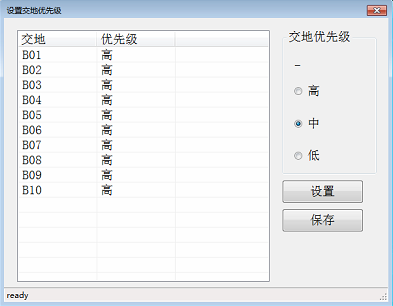 设置交地优先级
交地 优先级
B01 高
B02 高
B03 高
B04 高
B05 高
B06 高
B07 高
B08 高
B09 高
B10 高
交地优先级
-
高
中
低
设置
保存
ready